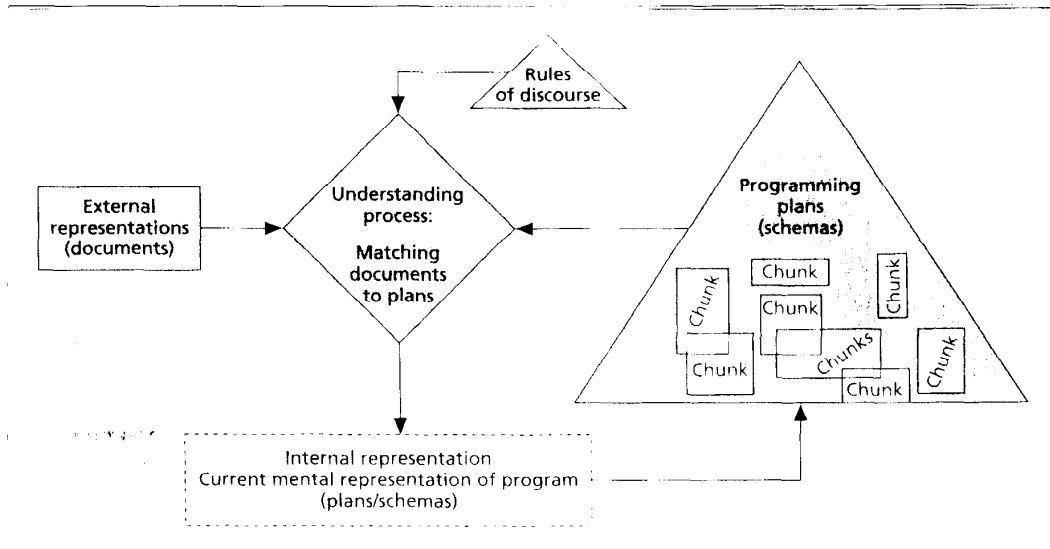 Rules
of discourse
External
representations
(documents)
Understanding
process:
Matching
documents
to plans
Programming
plans
(schemas)
Chunk
Chunk
Chunk
Chunk
Chunks
Chunk
Chunk
Chunk
Internal representation
Current mental representation of program
(plans/schemas)